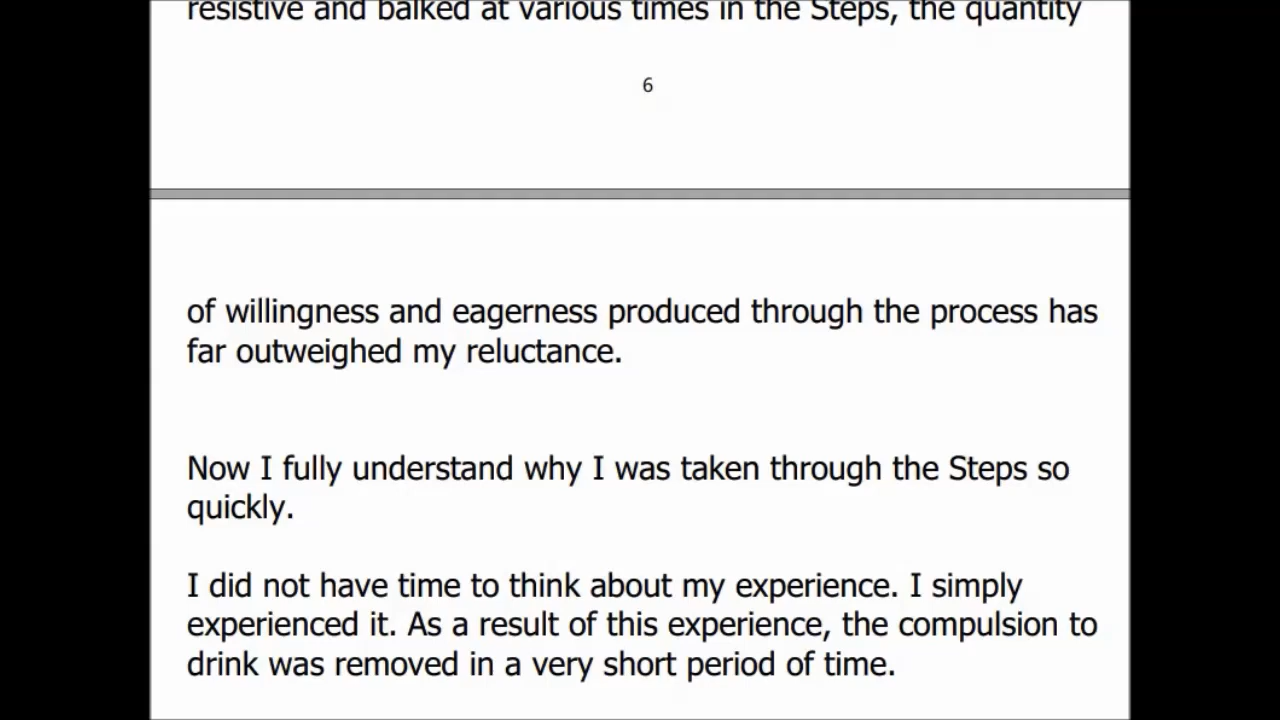 resistive and balked at various times in the Steps, the quantity
6
of willingness and eagerness produced through the process has
far outweighed my reluctance.
Now I fully understand why I was taken through the Steps so
quickly.
I did not have time to think about my experience. I simply
experienced it. As a result of this experience, the compulsion to
drink was removed in a very short period of time.